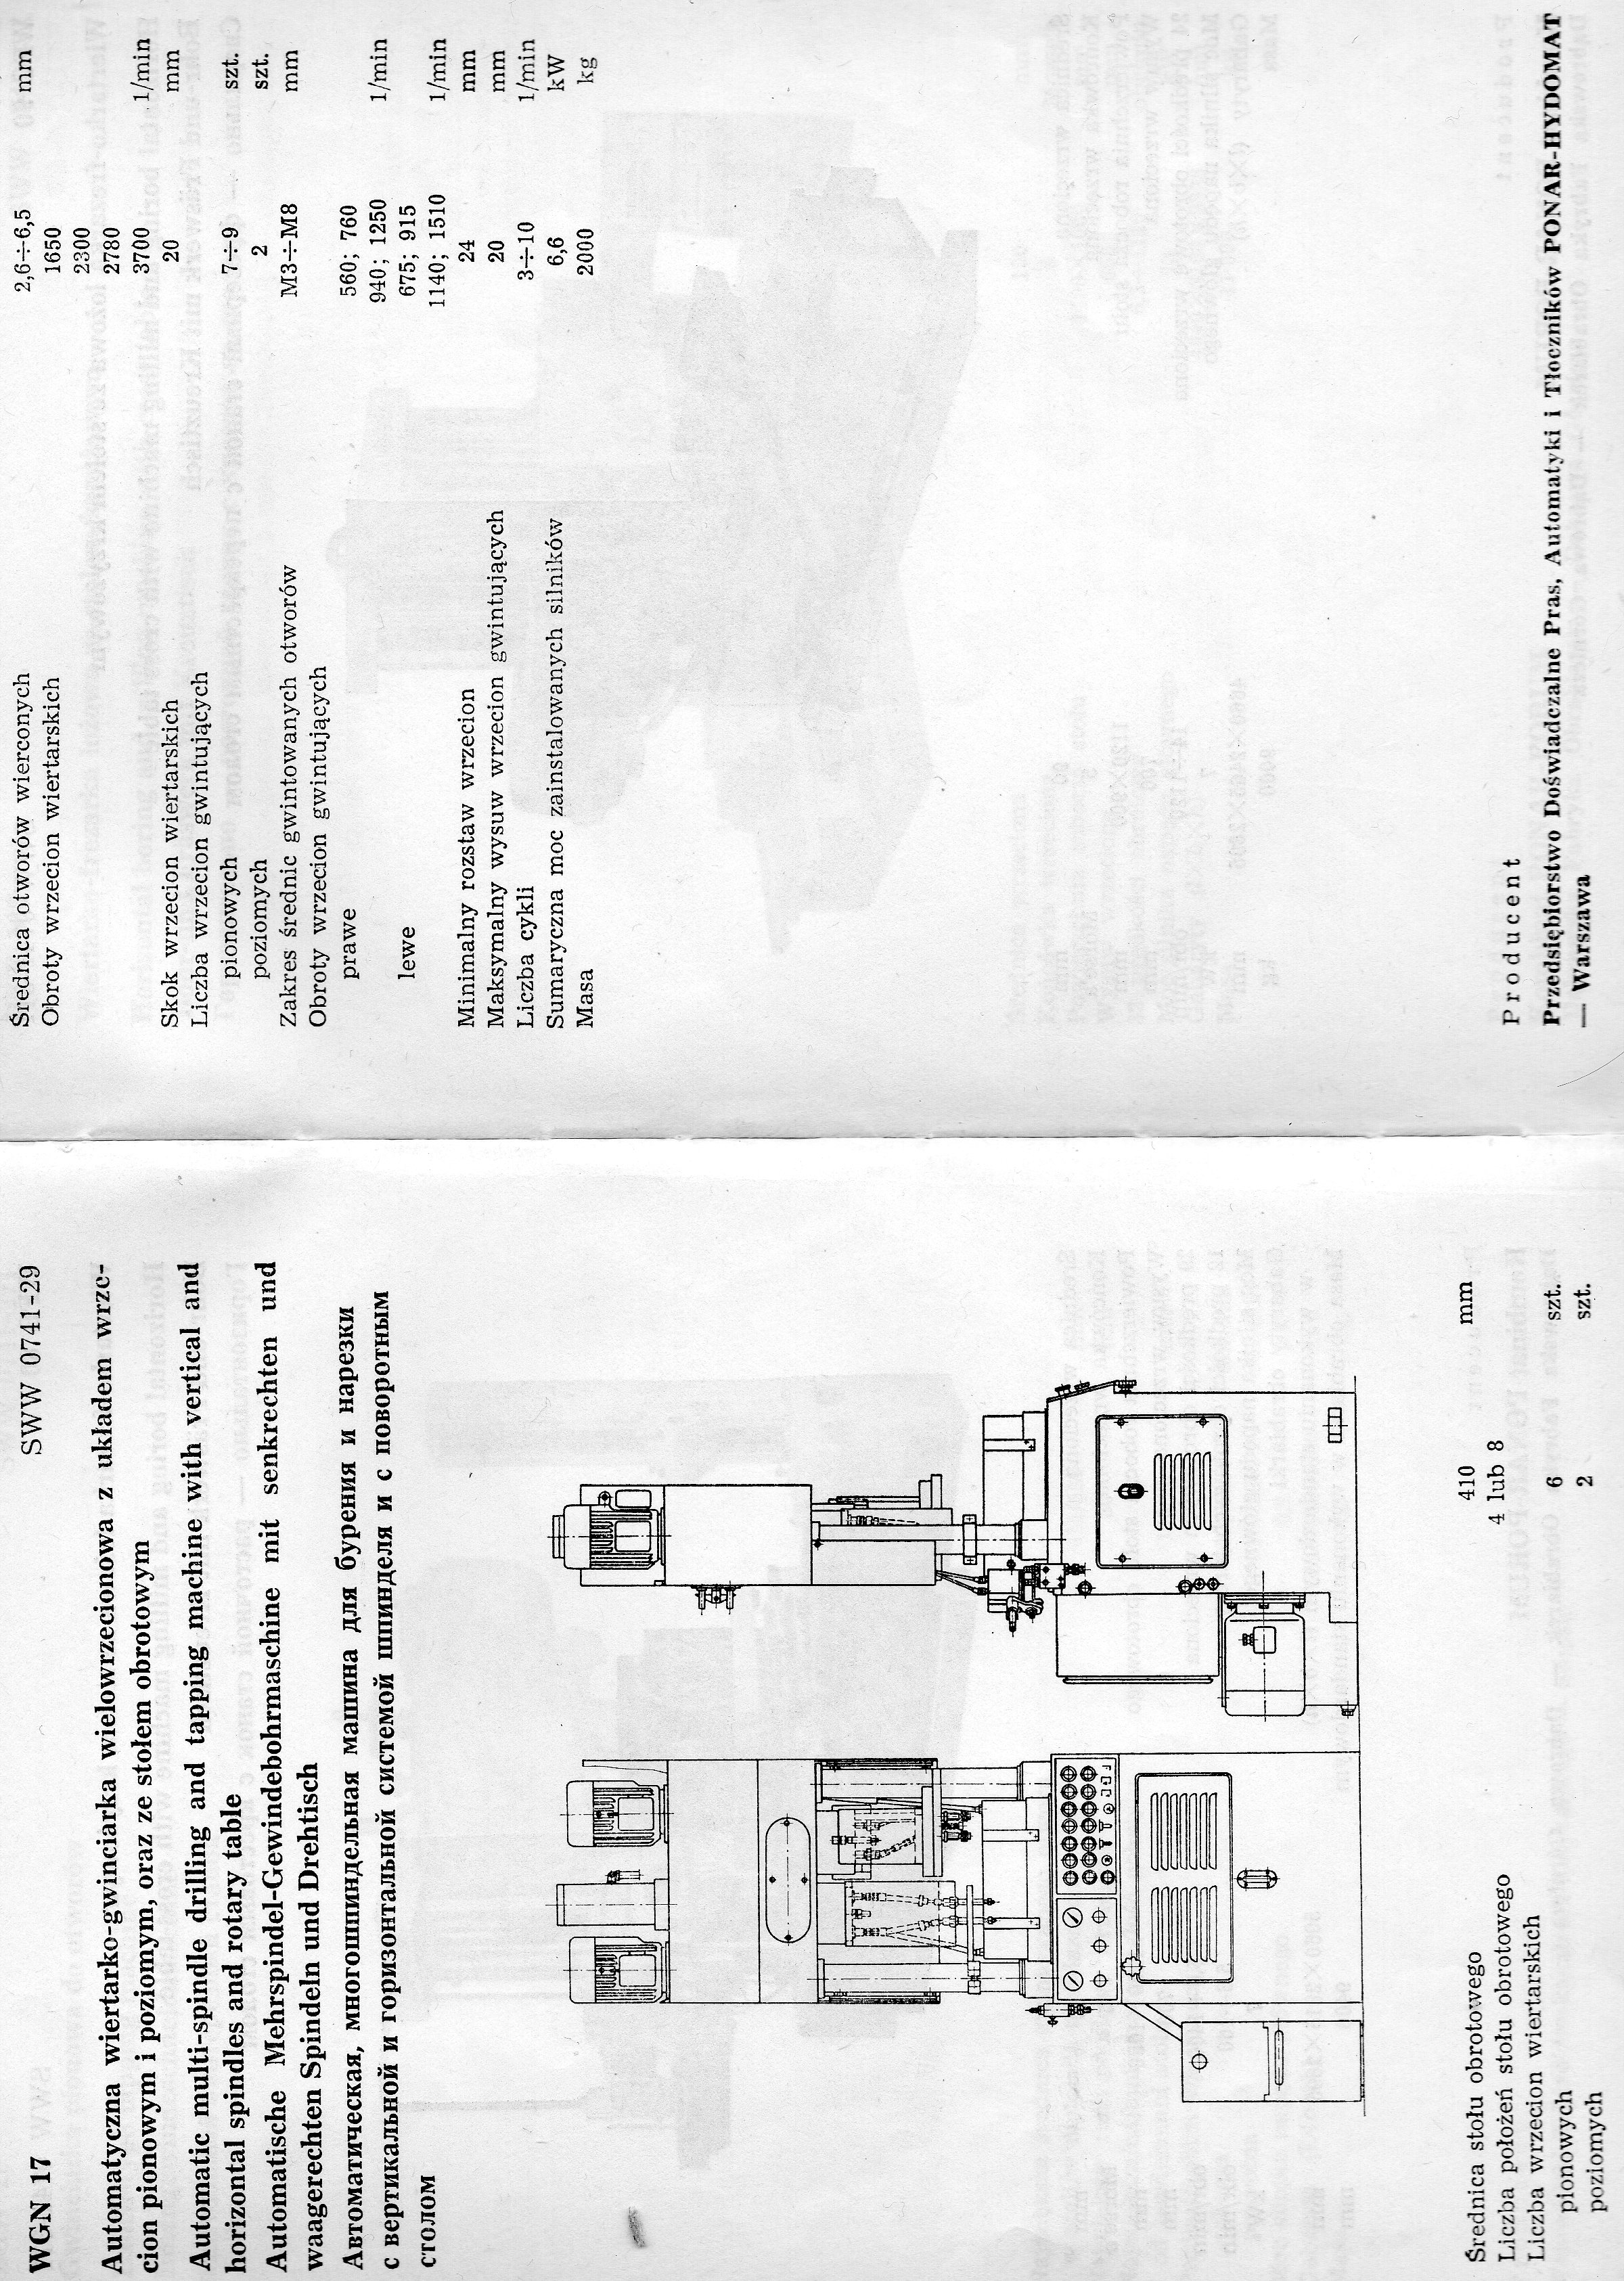 WGN 17 SWW 0741-29
Automatyczna wiertarko-gwinciarka wielowrzecionowa z układem wrze-
cion pionowym i poziomym, oraz ze stołem obrotowym
Automatic multi-spindle drilling and tapping machine with vertical and
horizontal spindles and rotary table
Automatische Mehrspindel-Gewindebohrmaschine mit senkrechten und
waagerechten Spindeln und Drehtisch
Автоматическая, многошпиндельная машина для бурения и нарезки
с вертикальной и горизонтальной системой шпинделя и с поворотным
столом
Średnica stołu obrotowego 410 mm
Liczba położeń stołu obrotowego 4 lub 8
Liczba wrzecion wiertarskich
pionowych 6 szt.
poziomych 2 szt.
Średnica otworów wierconych 2,6÷6,5 mm
Obroty wrzecion wiertarskich 1650
2300
2780
3700 1/min
Skok wrzecion wiertarskich 20 mm
Liczba wrzecion gwintujących
pionowych 7÷9 szt.
poziomych 2 szt.
Zakres średnic gwintowanych otworów M3÷M8 mm
Obroty wrzecion gwintujących
prawe 560; 760
940; 1250 1/min
lewe 675; 915
1140; 1510 1/min
Minimalny rozstaw wrzecion 24 mm
Maksymalny wysuw wrzecion gwintujących 20 mm
Liczba cykli 3÷10 1/min
Sumaryczna moc zainstalowanych silników 6,6 kW
Masa 2000 kg
Producent
Przedsiębiorstwo Doświadczalne Pras, Automatyki i Tłoczników PONAR-HYDOMAT
— Warszawa